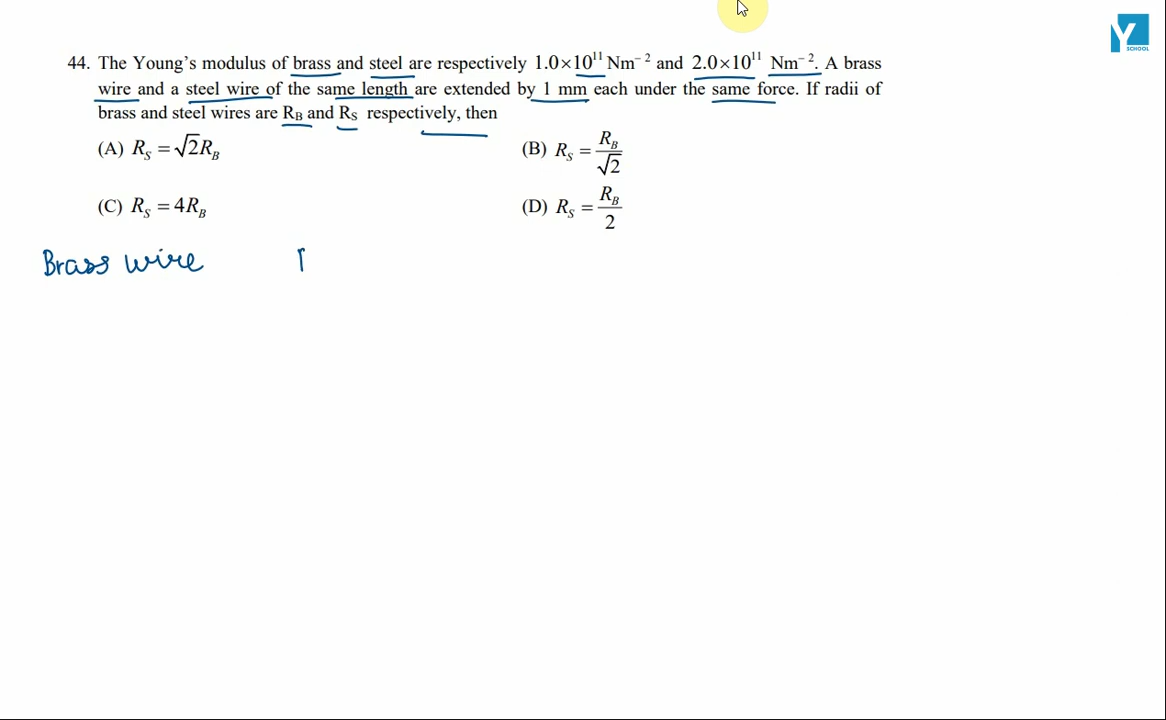 Y
SCHOOL
44. The Young's modulus of brass and steel are respectively 1.0×10¹¹ Nm⁻² and 2.0×10¹¹ Nm⁻². A brass
wire and a steel wire of the same length are extended by 1 mm each under the same force. If radii of
brass and steel wires are R_B and R_S respectively, then
(A) R_S = √2R_B (B) R_S = R_B/√2
(C) R_S = 4R_B (D) R_S = R_B/2
Brass wire